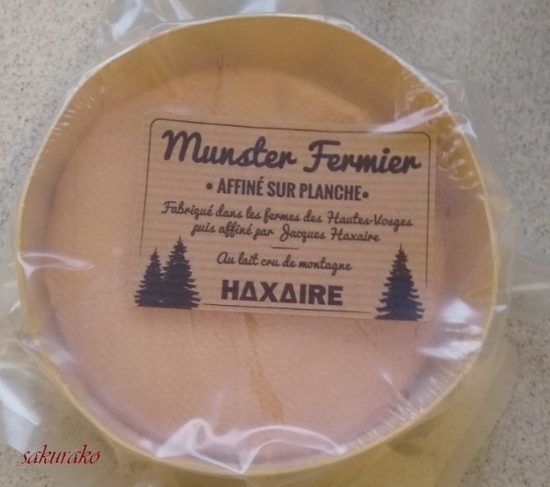 Munster Fermier
• AFFINÉ SUR PLANCHE •
Fabriqué dans les fermes des Hautes-Vosges
puis affiné par Jacques Haxaire
Au lait cru de montagne
HAXAIRE
sakurako